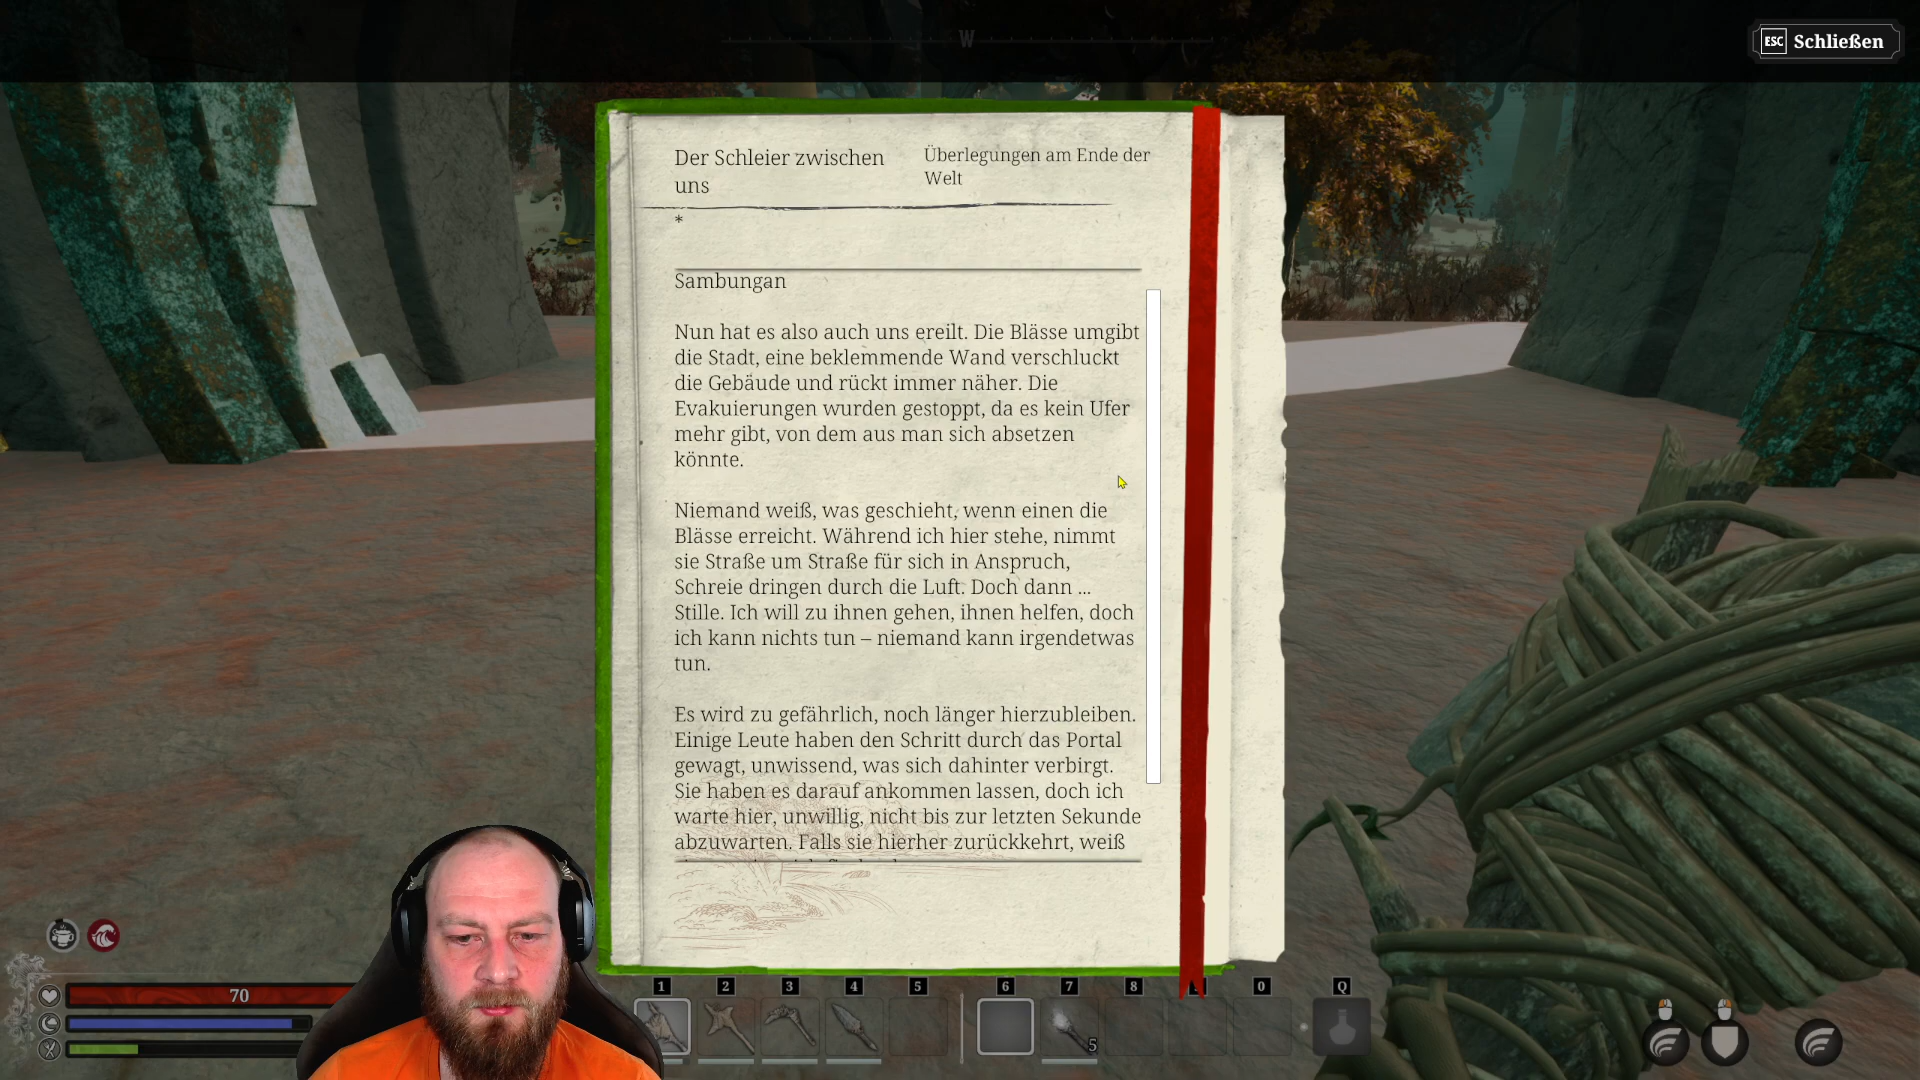 W
ESC Schließen
Der Schleier zwischen
uns
Überlegungen am Ende der
Welt
*
Sambungan
Nun hat es also auch uns ereilt. Die Blässe umgibt
die Stadt, eine beklemmende Wand verschluckt
die Gebäude und rückt immer näher. Die
Evakuierungen wurden gestoppt, da es kein Ufer
mehr gibt, von dem aus man sich absetzen
könnte.
Niemand weiß, was geschieht, wenn einen die
Blässe erreicht. Während ich hier stehe, nimmt
sie Straße um Straße für sich in Anspruch,
Schreie dringen durch die Luft. Doch dann ...
Stille. Ich will zu ihnen gehen, ihnen helfen, doch
ich kann nichts tun – niemand kann irgendetwas
tun.
Es wird zu gefährlich, noch länger hierzubleiben.
Einige Leute haben den Schritt durch das Portal
gewagt, unwissend, was sich dahinter verbirgt.
Sie haben es darauf ankommen lassen, doch ich
warte hier, unwillig, nicht bis zur letzten Sekunde
abzuwarten. Falls sie hierher zurückkehrt, weiß
70
1 2 3 4 5 6 7 8 0 Q
5